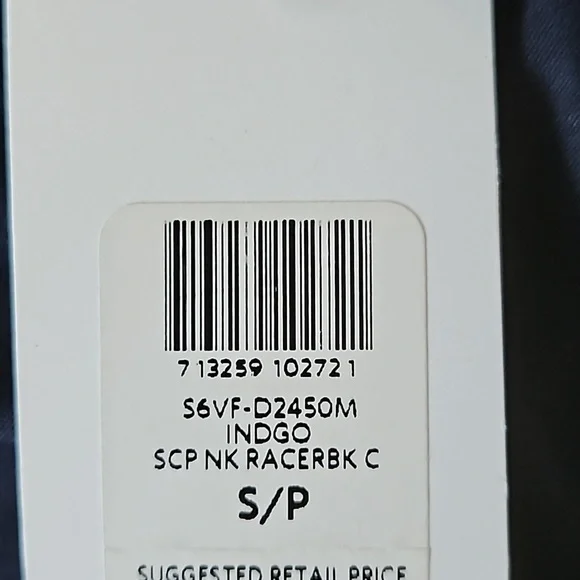 7 13259 10272 1
S6VF-D2450M
INDGO
SCP NK RACERBK C
S/P
SUGGESTED RETAIL PRICE